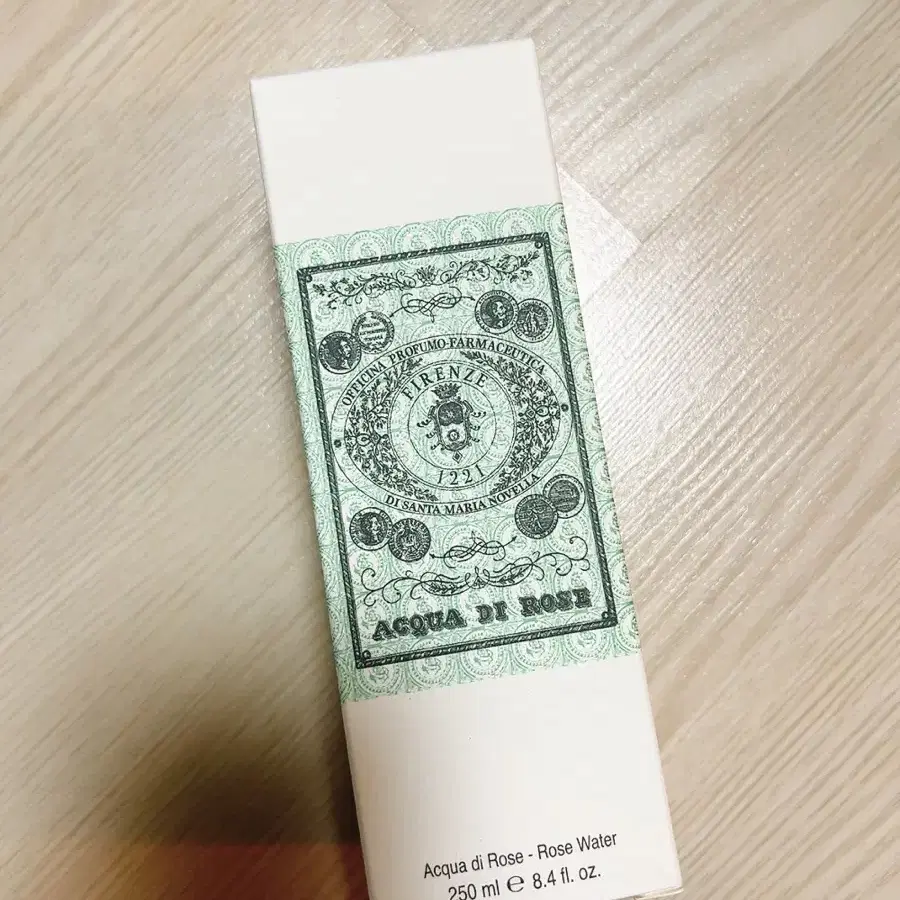 OFFICINA PROFUMO-FARMACEUTICA
FIRENZE
1221
DI SANTA MARIA NOVELLA
ACQUA DI ROSE
Acqua di Rose - Rose Water
250 ml ℮ 8.4 fl. oz.